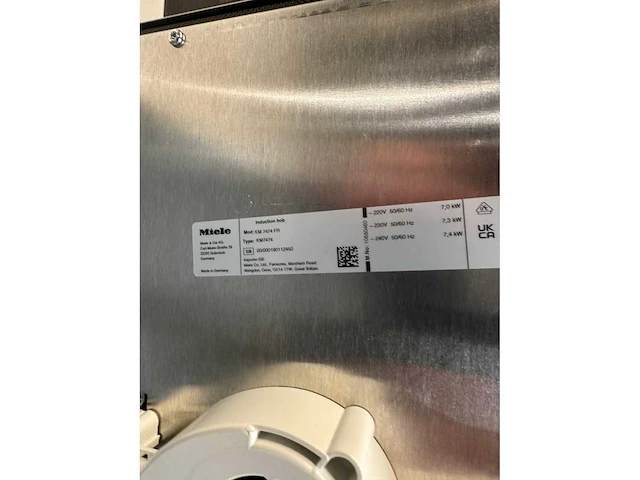 Miele
Miele & Cie KG
Carl-Miele-Straße 29
33332 Gütersloh
Germany
Made in Germany
Induction hob
Mod.: KM 7474 FR
Type.: KM7474
Importer GB
Miele Co. Ltd., Fairacres, Marcham Road
Abingdon, Oxon, OX14 1TW, Great Britain
M.-No.:
~220V 50/60 Hz 7,0 kW
~230V 50/60 Hz 7,3 kW
~240V 50/60 Hz 7,4 kW
UK
CA